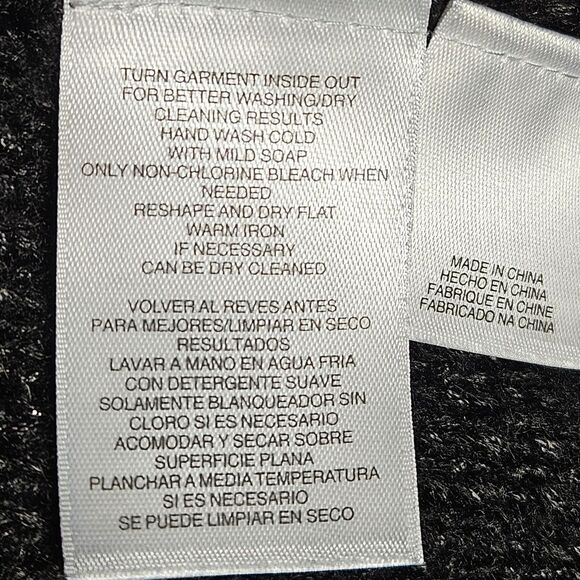 TURN GARMENT INSIDE OUT
FOR BETTER WASHING/DRY
CLEANING RESULTS
HAND WASH COLD
WITH MILD SOAP
ONLY NON-CHLORINE BLEACH WHEN
NEEDED
RESHAPE AND DRY FLAT
WARM IRON
IF NECESSARY
CAN BE DRY CLEANED
VOLVER AL REVES ANTES
PARA MEJORES/LIMPIAR EN SECO
RESULTADOS
LAVAR A MANO EN AGUA FRIA
CON DETERGENTE SUAVE
SOLAMENTE BLANQUEADOR SIN
CLORO SI ES NECESARIO
ACOMODAR Y SECAR SOBRE
SUPERFICIE PLANA
PLANCHAR A MEDIA TEMPERATURA
SI ES NECESARIO
SE PUEDE LIMPIAR EN SECO
MADE IN CHINA
HECHO EN CHINA
FABRIQUE EN CHINE
FABRICADO NA CHINA